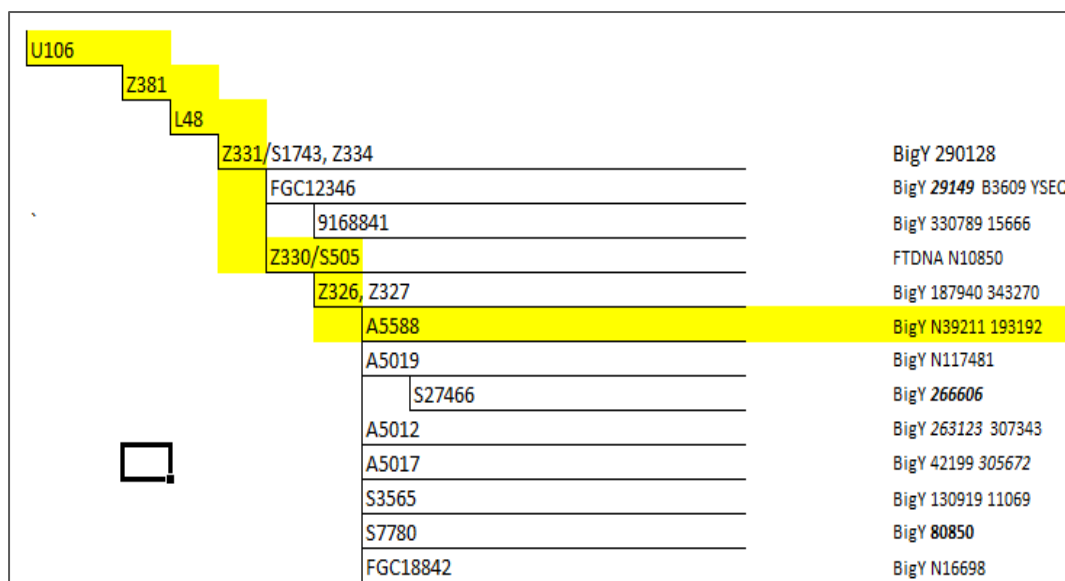 U106
Z381
L48
Z331/S1743, Z334 BigY 290128
FGC12346 BigY 29149 B3609 YSEQ
` 9168841 BigY 330789 15666
Z330/S505 FTDNA N10850
Z326, Z327 BigY 187940 343270
A5588 BigY N39211 193192
A5019 BigY N117481
S27466 BigY 266606
A5012 BigY 263123 307343
A5017 BigY 42199 305672
S3565 BigY 130919 11069
S7780 BigY 80850
FGC18842 BigY N16698